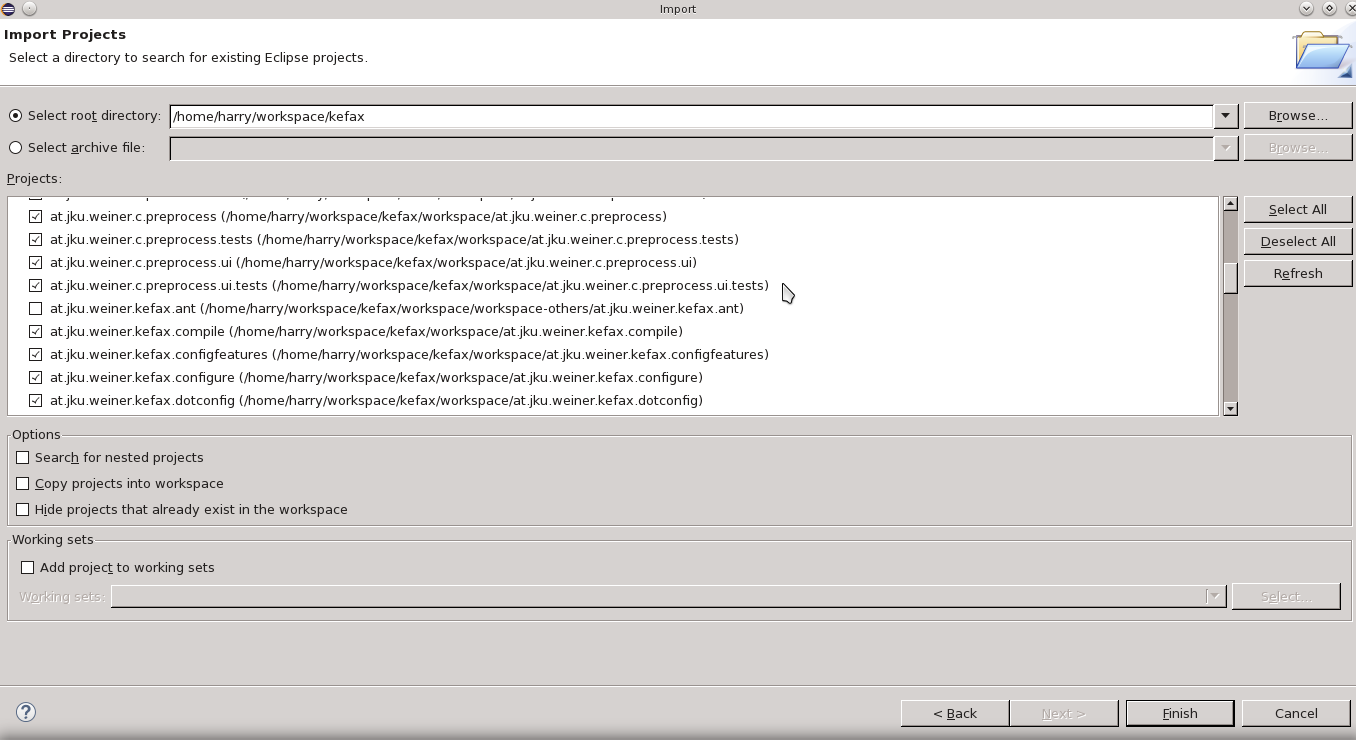 Import
Import Projects
Select a directory to search for existing Eclipse projects.
Select root directory: /home/harry/workspace/kefax Browse...
Select archive file: Browse...
Projects:
at.jku.weiner.c.preprocess (/home/harry/workspace/kefax/workspace/at.jku.weiner.c.preprocess) Select All
at.jku.weiner.c.preprocess.tests (/home/harry/workspace/kefax/workspace/at.jku.weiner.c.preprocess.tests) Deselect All
at.jku.weiner.c.preprocess.ui (/home/harry/workspace/kefax/workspace/at.jku.weiner.c.preprocess.ui) Refresh
at.jku.weiner.c.preprocess.ui.tests (/home/harry/workspace/kefax/workspace/at.jku.weiner.c.preprocess.ui.tests)
at.jku.weiner.kefax.ant (/home/harry/workspace/kefax/workspace/workspace-others/at.jku.weiner.kefax.ant)
at.jku.weiner.kefax.compile (/home/harry/workspace/kefax/workspace/at.jku.weiner.kefax.compile)
at.jku.weiner.kefax.configfeatures (/home/harry/workspace/kefax/workspace/at.jku.weiner.kefax.configfeatures)
at.jku.weiner.kefax.configure (/home/harry/workspace/kefax/workspace/at.jku.weiner.kefax.configure)
at.jku.weiner.kefax.dotconfig (/home/harry/workspace/kefax/workspace/at.jku.weiner.kefax.dotconfig)
Options
Search for nested projects
Copy projects into workspace
Hide projects that already exist in the workspace
Working sets
Add project to working sets
Working sets: Select...
? < Back Next > Finish Cancel